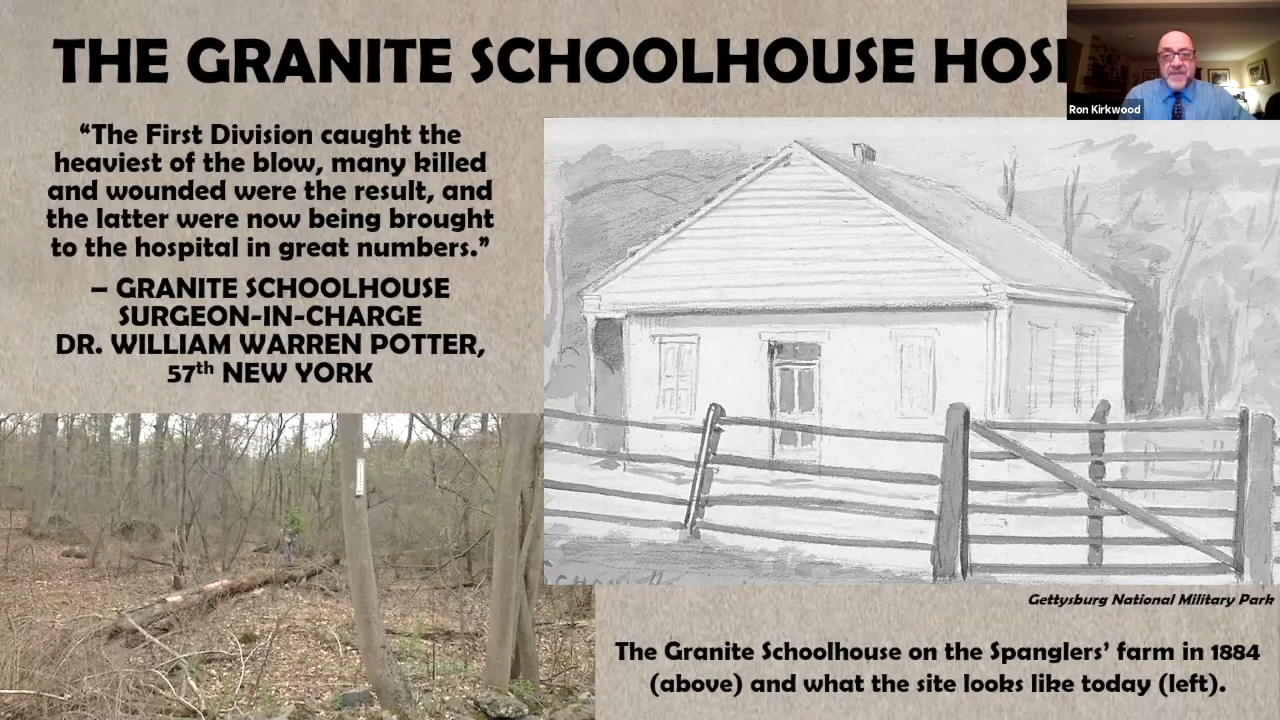 THE GRANITE SCHOOLHOUSE
Ron Kirkwood
“The First Division caught the
heaviest of the blow, many killed
and wounded were the result, and
the latter were now being brought
to the hospital in great numbers.”
– GRANITE SCHOOLHOUSE
SURGEON-IN-CHARGE
DR. WILLIAM WARREN POTTER,
57th NEW YORK
Gettysburg National Military Park
The Granite Schoolhouse on the Spanglers’ farm in 1884
(above) and what the site looks like today (left).